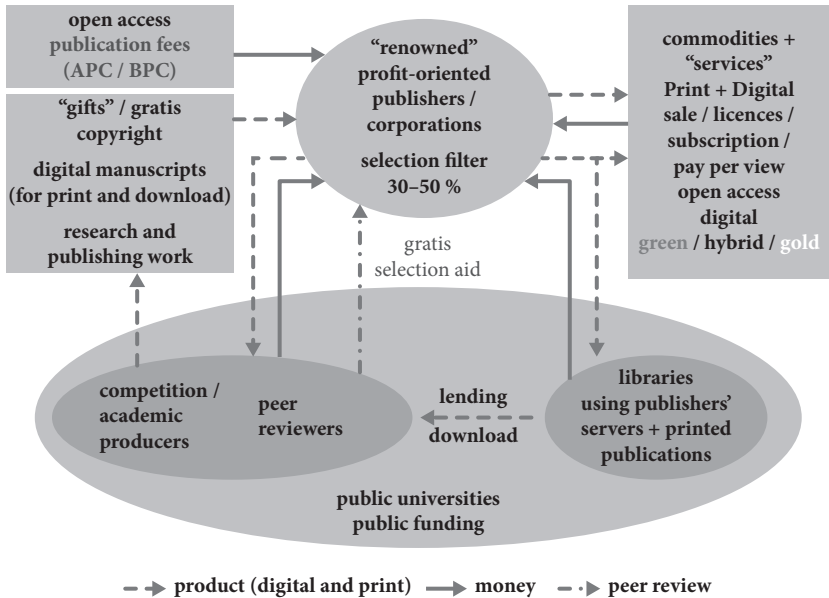 open access
publication fees
(APC / BPC)
“gifts” / gratis
copyright
digital manuscripts
(for print and download)
research and
publishing work
“renowned”
profit-oriented
publishers /
corporations
selection filter
30–50 %
commodities +
“services”
Print + Digital
sale / licences /
subscription /
pay per view
open access
digital
green / hybrid / gold
gratis
selection aid
competition /
academic
producers
peer
reviewers
lending
download
libraries
using publishers’
servers + printed
publications
public universities
public funding
product (digital and print) money peer review